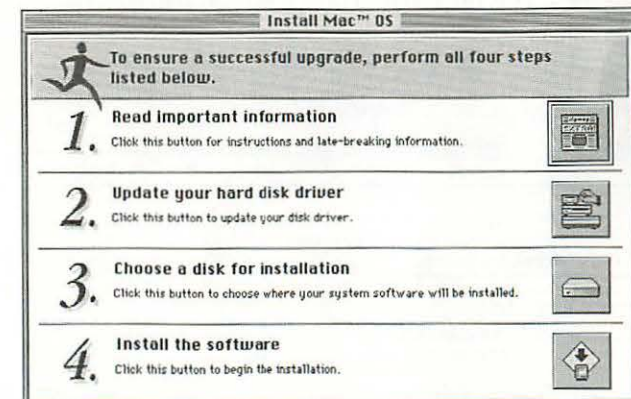 Install Mac™ OS
To ensure a successful upgrade, perform all four steps
listed below.
1. Read important information
Click this button for instructions and late-breaking information.
2. Update your hard disk driver
Click this button to update your disk driver.
3. Choose a disk for installation
Click this button to choose where your system software will be installed.
4. Install the software
Click this button to begin the installation.